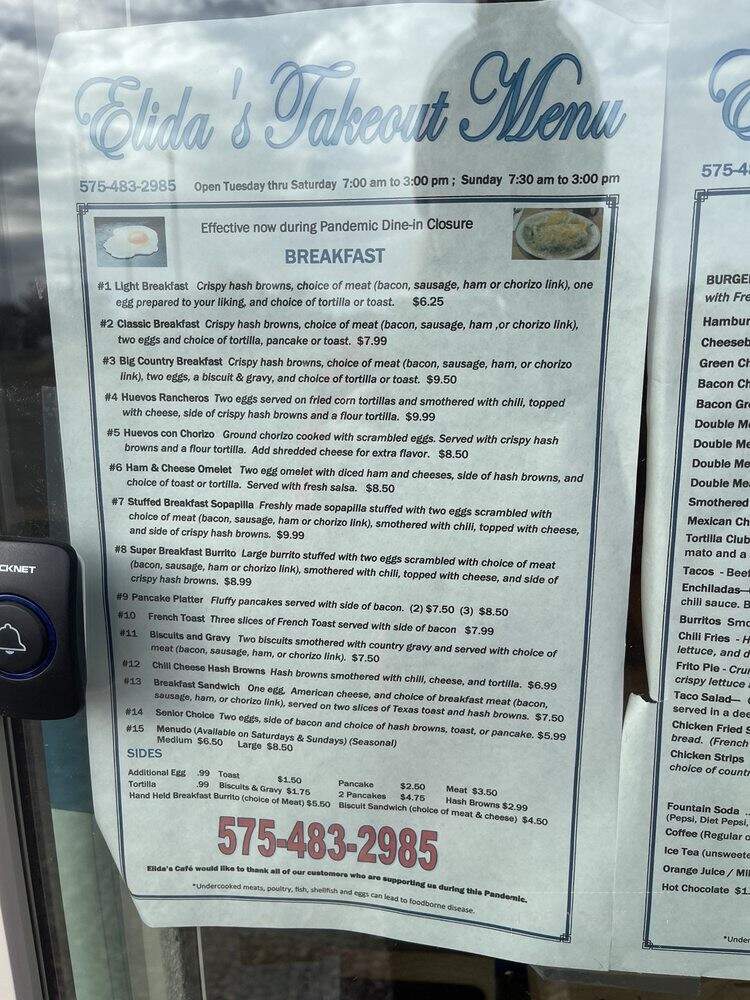 Elida's Takeout Menu
575-483-2985 Open Tuesday thru Saturday 7:00 am to 3:00 pm ; Sunday 7:30 am to 3:00 pm
Effective now during Pandemic Dine-in Closure
BREAKFAST
#1 Light Breakfast Crispy hash browns, choice of meat (bacon, sausage, ham or chorizo link), one
egg prepared to your liking, and choice of tortilla or toast. $6.25
#2 Classic Breakfast Crispy hash browns, choice of meat (bacon, sausage, ham ,or chorizo link),
two eggs and choice of tortilla, pancake or toast. $7.99
#3 Big Country Breakfast Crispy hash browns, choice of meat (bacon, sausage, ham, or chorizo
link), two eggs, a biscuit & gravy, and choice of tortilla or toast. $9.50
#4 Huevos Rancheros Two eggs served on fried corn tortillas and smothered with chili, topped
with cheese, side of crispy hash browns and a flour tortilla. $9.99
#5 Huevos con Chorizo Ground chorizo cooked with scrambled eggs. Served with crispy hash
browns and a flour tortilla. Add shredded cheese for extra flavor. $8.50
#6 Ham & Cheese Omelet Two egg omelet with diced ham and cheeses, side of hash browns, and
choice of toast or tortilla. Served with fresh salsa. $8.50
#7 Stuffed Breakfast Sopapilla Freshly made sopapilla stuffed with two eggs scrambled with
choice of meat (bacon, sausage, ham or chorizo link), smothered with chili, topped with cheese,
and side of crispy hash browns. $9.99
#8 Super Breakfast Burrito Large burrito stuffed with two eggs scrambled with choice of meat
(bacon, sausage, ham or chorizo link), smothered with chili, topped with cheese, and side of
crispy hash browns. $8.99
#9 Pancake Platter Fluffy pancakes served with side of bacon. (2) $7.50 (3) $8.50
#10 French Toast Three slices of French Toast served with side of bacon $7.99
#11 Biscuits and Gravy Two biscuits smothered with country gravy and served with choice of
meat (bacon, sausage, ham, or chorizo link). $7.50
#12 Chili Cheese Hash Browns Hash browns smothered with chili, cheese, and tortilla. $6.99
#13 Breakfast Sandwich One egg, American cheese, and choice of breakfast meat (bacon,
sausage, ham, or chorizo link), served on two slices of Texas toast and hash browns. $7.50
#14 Senior Choice Two eggs, side of bacon and choice of hash browns, toast, or pancake. $5.99
#15 Menudo (Available on Saturdays & Sundays) (Seasonal)
Medium $6.50 Large $8.50
SIDES
Additional Egg .99 Toast $1.50 Pancake $2.50 Meat $3.50
Tortilla .99 Biscuits & Gravy $1.75 2 Pancakes $4.75 Hash Browns $2.99
Hand Held Breakfast Burrito (choice of Meat) $5.50 Biscuit Sandwich (choice of meat & cheese) $4.50
575-483-2985
Elida's Café would like to thank all of our customers who are supporting us during this Pandemic.
*Undercooked meats, poultry, fish, shellfish and eggs can lead to foodborne disease.
CKNET
E
575-4
BURGE
with Fre
Hambur
Cheeseb
Green Ch
Bacon Ch
Bacon Gr
Double Me
Double Me
Double Me
Double Mea
Smothered
Mexican Ch
Tortilla Club
mato and a
Tacos - Beef
Enchiladas—
chili sauce. B
Burritos Smo
Chili Fries - H
lettuce, and d
Frito Pie - Crun
crispy lettuce
Taco Salad—
served in a dee
Chicken Fried S
bread. (French
Chicken Strips
choice of count
Fountain Soda ..
(Pepsi, Diet Pepsi,
Coffee (Regular o
Ice Tea (unsweete
Orange Juice / Mil
Hot Chocolate $1.
*Under